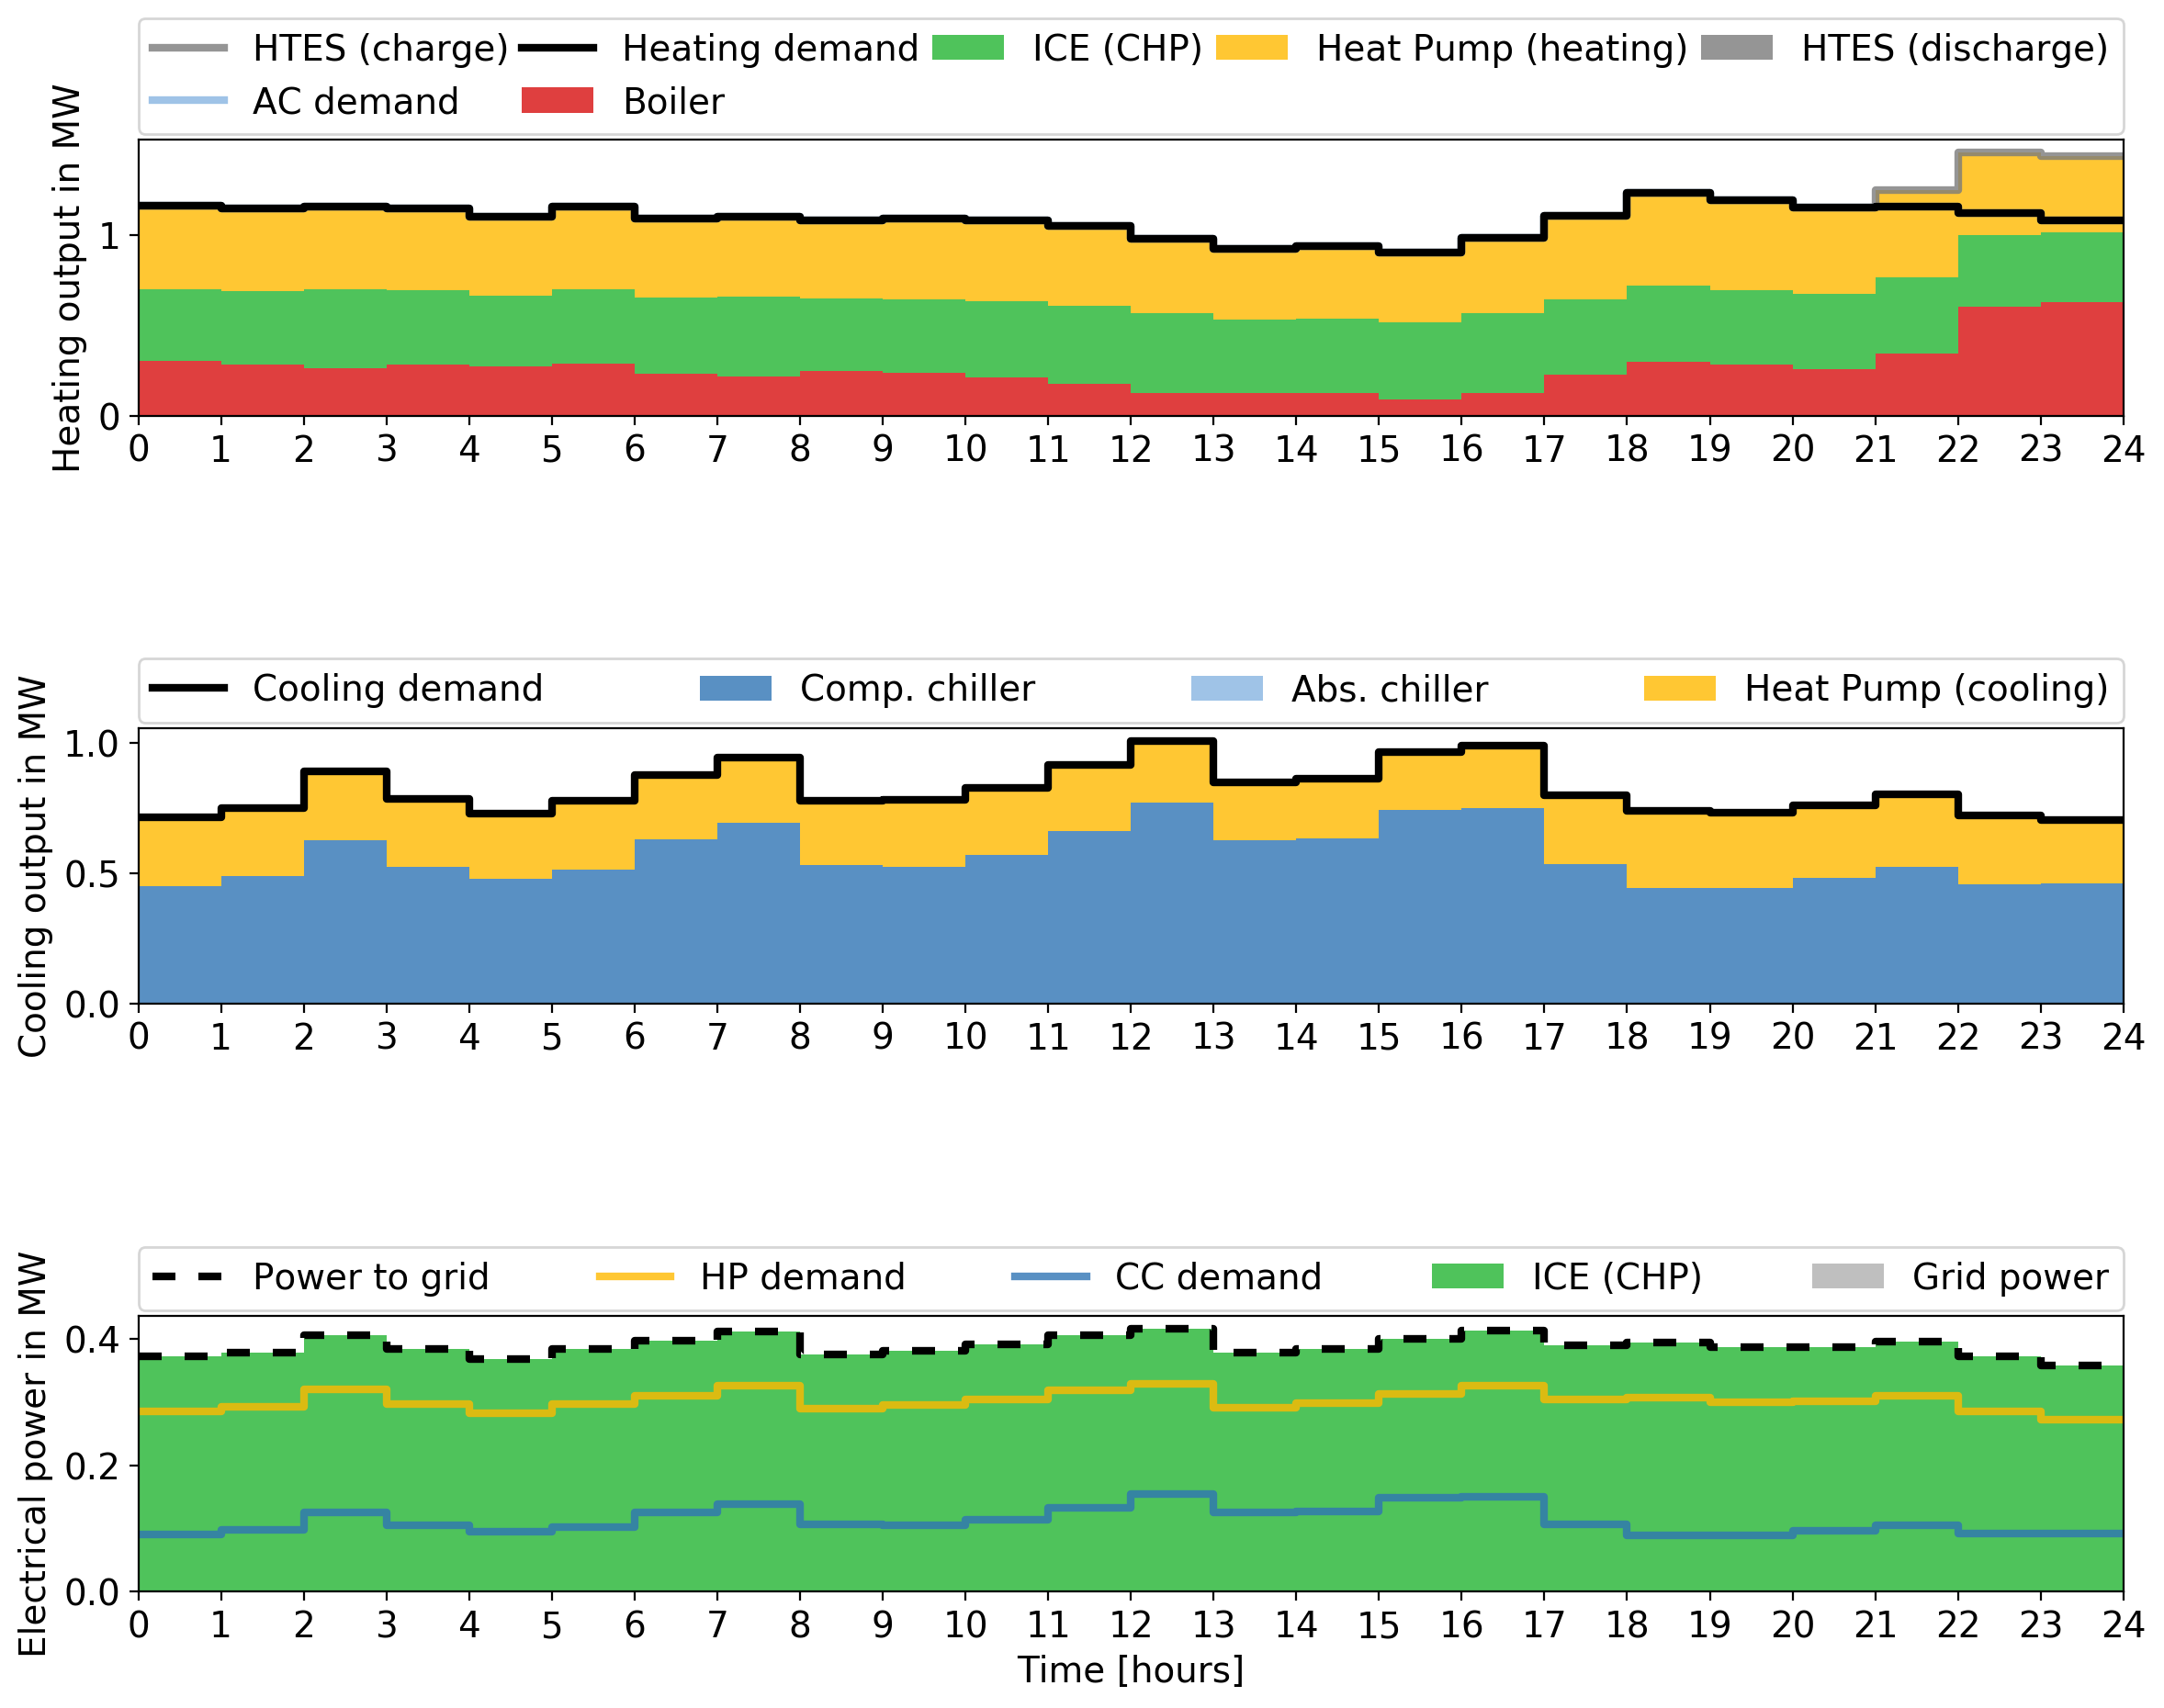 HTES (charge) Heating demand ICE (CHP) Heat Pump (heating) HTES (discharge)
AC demand Boiler
Heating output in MW
1
0
0 1 2 3 4 5 6 7 8 9 10 11 12 13 14 15 16 17 18 19 20 21 22 23 24
Cooling demand Comp. chiller Abs. chiller Heat Pump (cooling)
Cooling output in MW
1.0
0.5
0.0
0 1 2 3 4 5 6 7 8 9 10 11 12 13 14 15 16 17 18 19 20 21 22 23 24
Power to grid HP demand CC demand ICE (CHP) Grid power
Electrical power in MW
0.4
0.2
0.0
0 1 2 3 4 5 6 7 8 9 10 11 12 13 14 15 16 17 18 19 20 21 22 23 24
Time [hours]